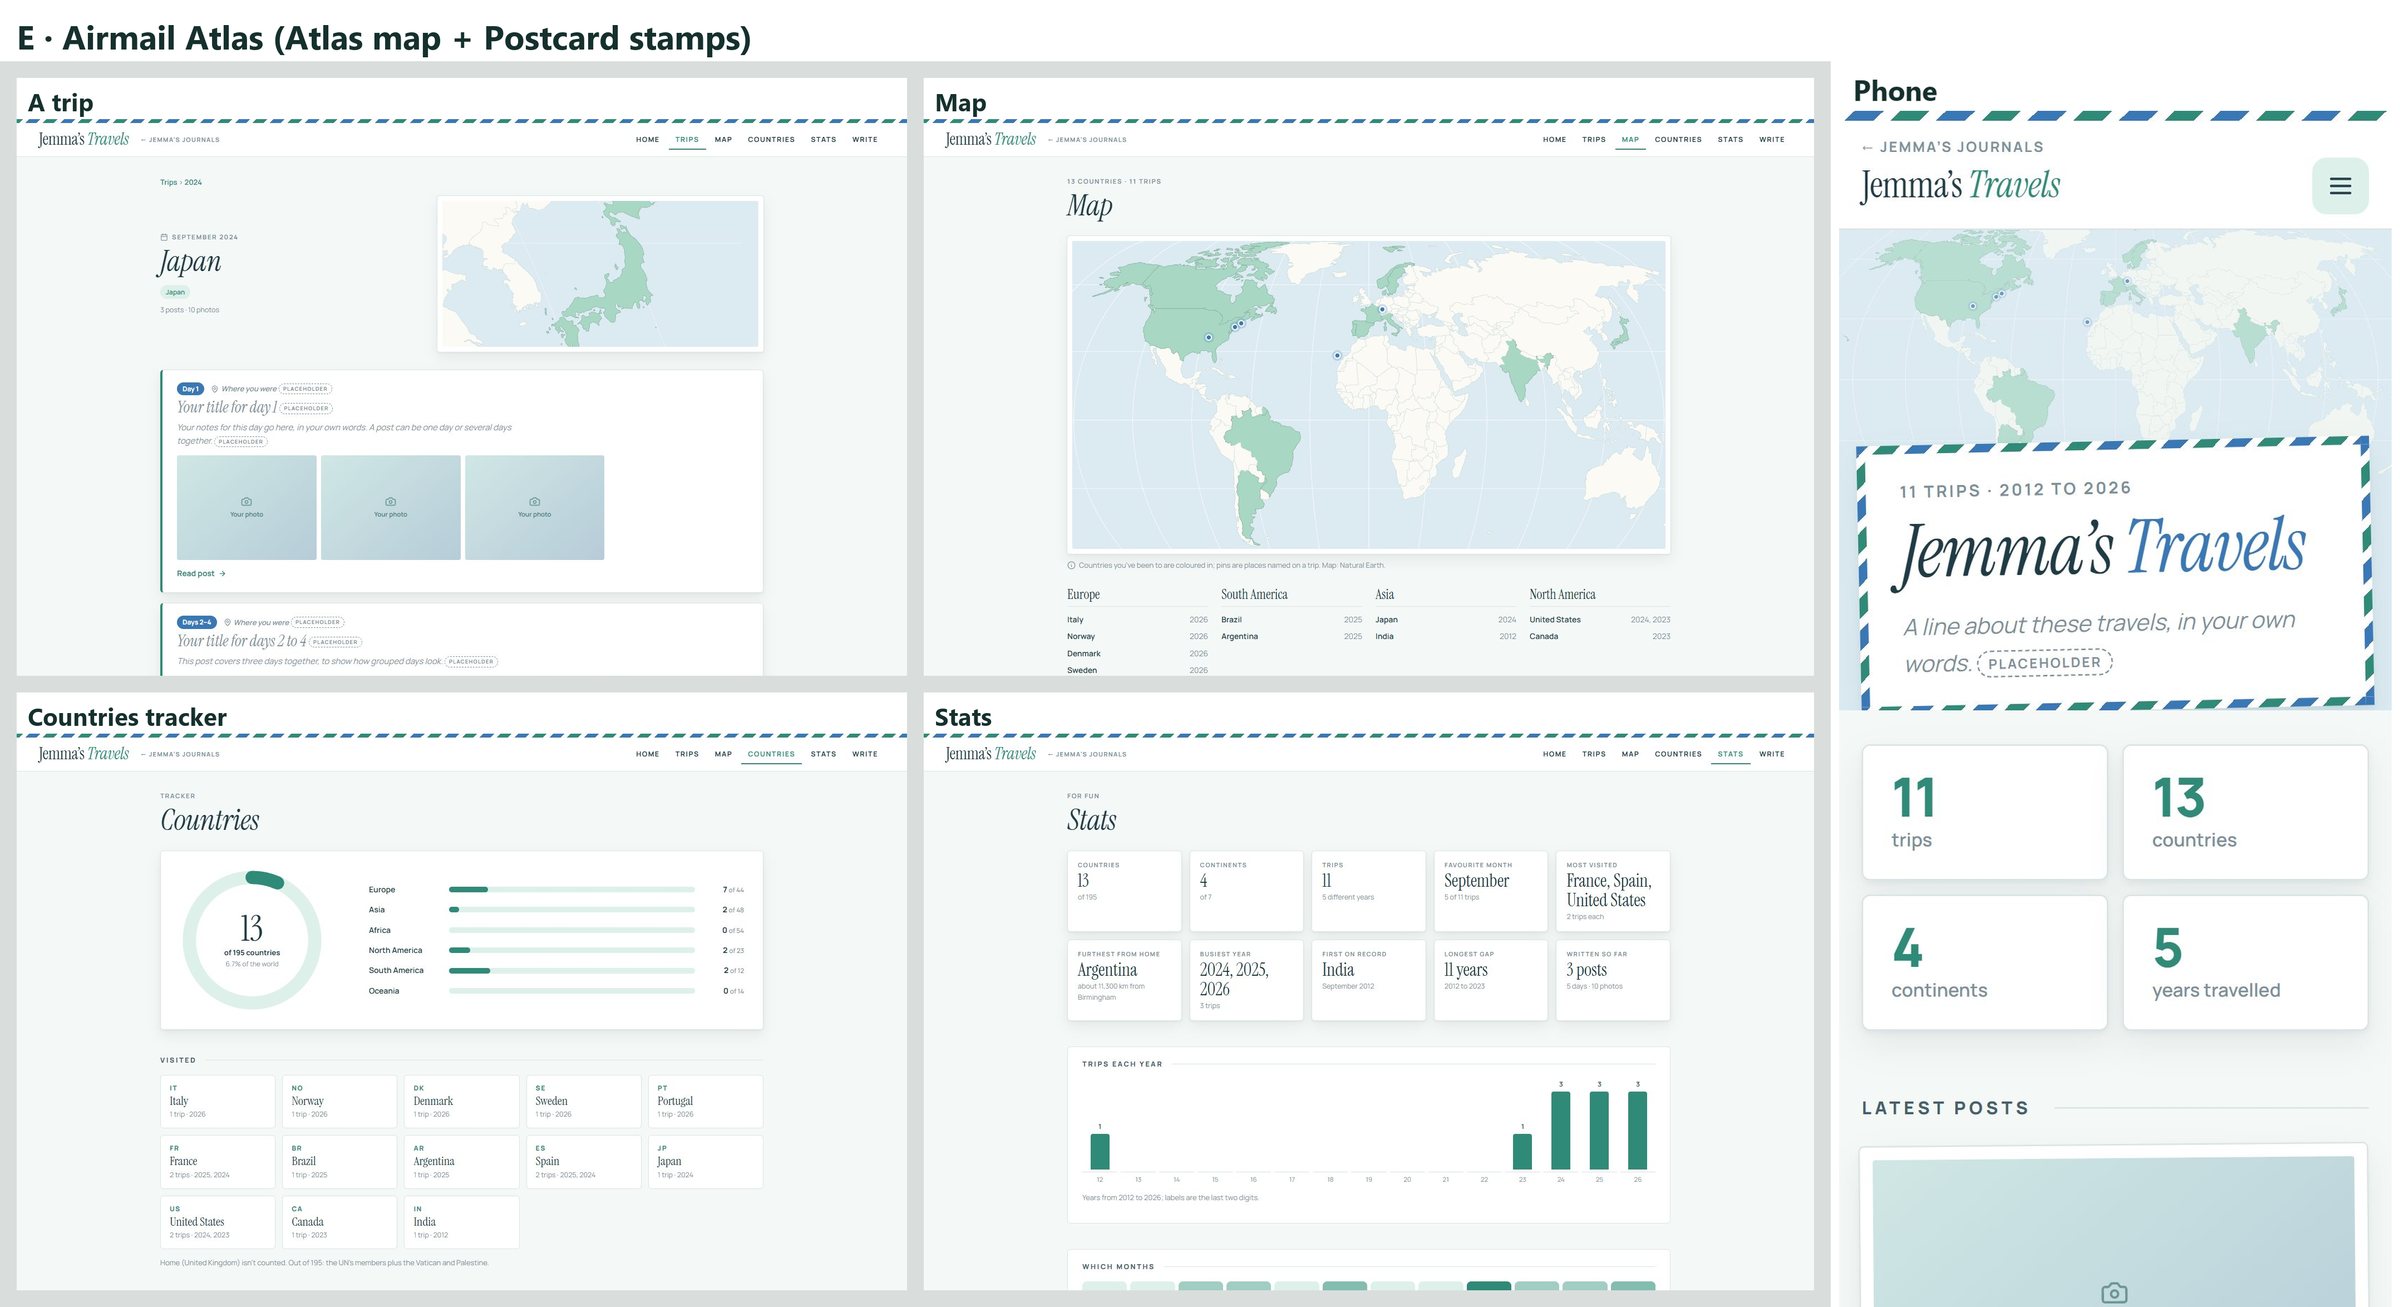 E · Airmail Atlas (Atlas map + Postcard stamps)
A trip
Jemma's Travels
← JEMMA'S JOURNALS
HOME TRIPS MAP COUNTRIES STATS WRITE
Trips › 2024
SEPTEMBER 2024
Japan
Japan
3 posts · 10 photos
Day 1 Where you were PLACEHOLDER
Your title for day 1 PLACEHOLDER
Your notes for this day go here, in your own words. A post can be one day or several days
together. PLACEHOLDER
Your photo Your photo Your photo
Read post →
Days 2–4 Where you were PLACEHOLDER
Your title for days 2 to 4 PLACEHOLDER
This post covers three days together, to show how grouped days look. PLACEHOLDER
Map
Jemma's Travels
← JEMMA'S JOURNALS
HOME TRIPS MAP COUNTRIES STATS WRITE
13 COUNTRIES · 11 TRIPS
Map
Countries you've been to are coloured in; pins are places named on a trip. Map: Natural Earth.
Europe South America Asia North America
Italy 2026 Brazil 2025 Japan 2024 United States 2024, 2023
Norway 2026 Argentina 2025 India 2012 Canada 2023
Denmark 2026
Sweden 2026
Countries tracker
Jemma's Travels
← JEMMA'S JOURNALS
HOME TRIPS MAP COUNTRIES STATS WRITE
TRACKER
Countries
13
of 195 countries
6.7% of the world
Europe 7 of 44
Asia 2 of 48
Africa 0 of 54
North America 2 of 23
South America 2 of 12
Oceania 0 of 14
VISITED
IT NO DK SE PT
Italy Norway Denmark Sweden Portugal
1 trip · 2026 1 trip · 2026 1 trip · 2026 1 trip · 2026 1 trip · 2026
FR BR AR ES JP
France Brazil Argentina Spain Japan
2 trips · 2025, 2024 1 trip · 2025 1 trip · 2025 2 trips · 2025, 2024 1 trip · 2024
US CA IN
United States Canada India
2 trips · 2024, 2023 1 trip · 2023 1 trip · 2012
Home (United Kingdom) isn't counted. Out of 195: the UN's members plus the Vatican and Palestine.
Stats
Jemma's Travels
← JEMMA'S JOURNALS
HOME TRIPS MAP COUNTRIES STATS WRITE
FOR FUN
Stats
COUNTRIES
13
of 195
CONTINENTS
4
of 7
TRIPS
11
5 different years
FAVOURITE MONTH
September
5 of 11 trips
MOST VISITED
France, Spain,
United States
2 trips each
FURTHEST FROM HOME
Argentina
about 11,300 km from
Birmingham
BUSIEST YEAR
2024, 2025,
2026
3 trips
FIRST ON RECORD
India
September 2012
LONGEST GAP
11 years
2012 to 2023
WRITTEN SO FAR
3 posts
5 days · 10 photos
TRIPS EACH YEAR
1 1 3 3 3
12 13 14 15 16 17 18 19 20 21 22 23 24 25 26
Years from 2012 to 2026; labels are the last two digits.
WHICH MONTHS
Phone
← JEMMA'S JOURNALS
Jemma's Travels
11 TRIPS · 2012 TO 2026
Jemma's Travels
A line about these travels, in your own
words. PLACEHOLDER
11
trips
13
countries
4
continents
5
years travelled
LATEST POSTS